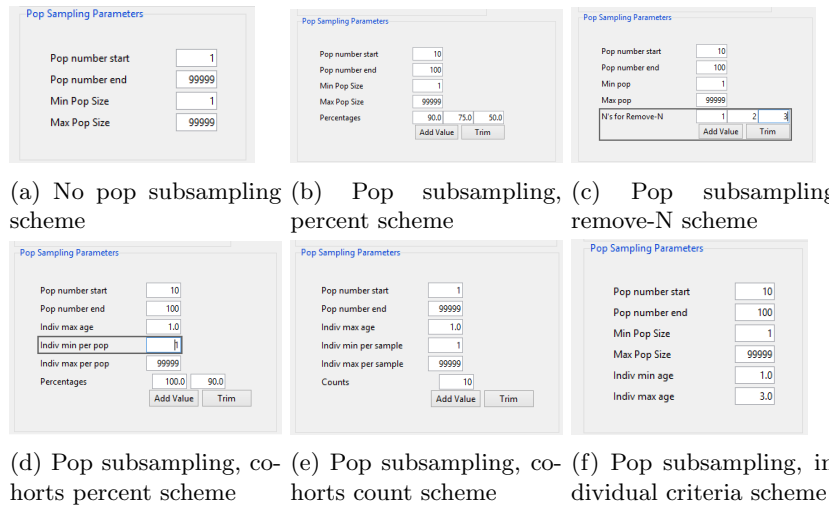 Pop Sampling Parameters
Pop number start 1
Pop number end 99999
Min Pop Size 1
Max Pop Size 99999
(a) No pop subsampling
scheme
Pop Sampling Parameters
Pop number start 10
Pop number end 100
Min Pop Size 1
Max Pop Size 99999
Percentages 90.0 75.0 50.0
Add Value Trim
(b) Pop subsampling,
percent scheme
Pop Sampling Parameters
Pop number start 10
Pop number end 100
Min pop 1
Max pop 99999
N's for Remove-N 1 2 3
Add Value Trim
(c) Pop subsampling
remove-N scheme
Pop Sampling Parameters
Pop number start 10
Pop number end 100
Indiv max age 1.0
Indiv min per pop 1
Indiv max per pop 99999
Percentages 100.0 90.0
Add Value Trim
(d) Pop subsampling, co-
horts percent scheme
Pop Sampling Parameters
Pop number start 1
Pop number end 99999
Indiv max age 1.0
Indiv min per sample 1
Indiv max per sample 99999
Counts 10
Add Value Trim
(e) Pop subsampling, co-
horts count scheme
Pop Sampling Parameters
Pop number start 10
Pop number end 100
Min Pop Size 1
Max Pop Size 99999
Indiv min age 1.0
Indiv max age 3.0
(f) Pop subsampling, in
dividual criteria scheme